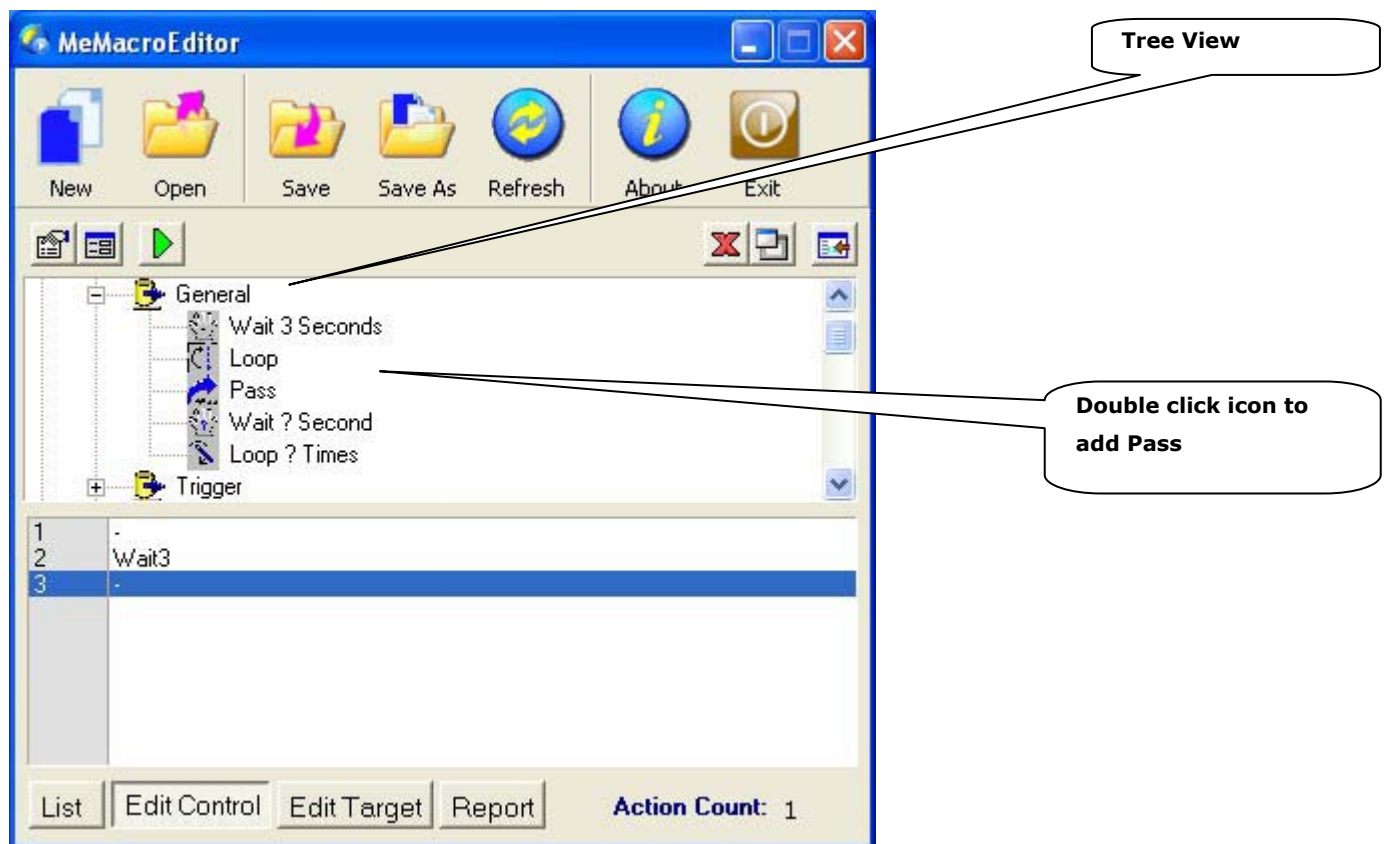 MeMacroEditor
Tree View
New Open Save Save As Refresh About Exit
General
Wait 3 Seconds
Loop
Pass
Wait ? Second
Loop ? Times
Trigger
Double click icon to
add Pass
1 -
2 Wait3
3 -
List Edit Control Edit Target Report Action Count: 1